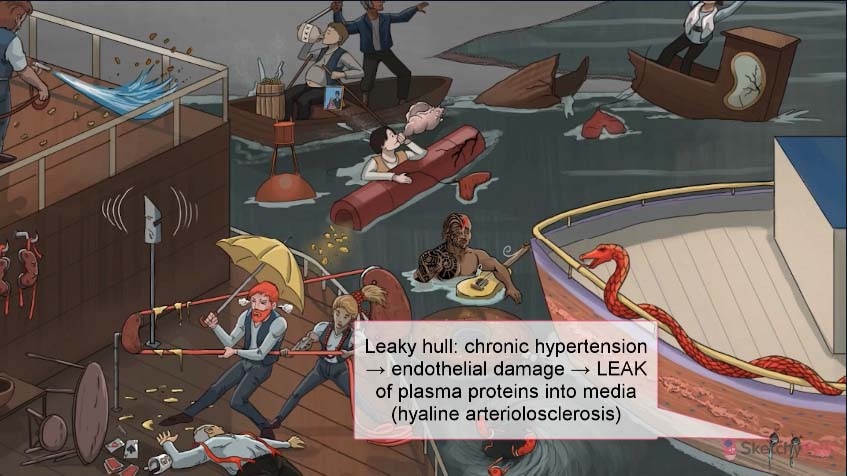 Leaky hull: chronic hypertension
→ endothelial damage → LEAK
of plasma proteins into media
(hyaline arteriolosclerosis)